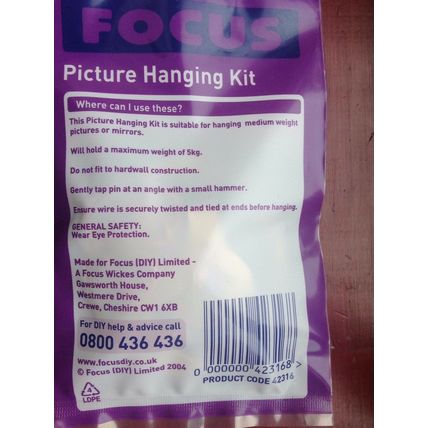 FOCUS
Picture Hanging Kit
Where can I use these?
This Picture Hanging Kit is suitable for hanging medium weight
pictures or mirrors.
Will hold a maximum weight of 5kg.
Do not fit to hardwall construction.
Gently tap pin at an angle with a small hammer.
Ensure wire is securely twisted and tied at ends before hanging.
GENERAL SAFETY:
Wear Eye Protection.
Made for Focus (DIY) Limited -
A Focus Wickes Company
Gawsworth House,
Westmere Drive,
Crewe, Cheshire CW1 6XB
For DIY help & advice call
0800 436 436
www.focusdiy.co.uk
© Focus (DIY) Limited 2004
4
LDPE
0 000000 423168 >
PRODUCT CODE 42316